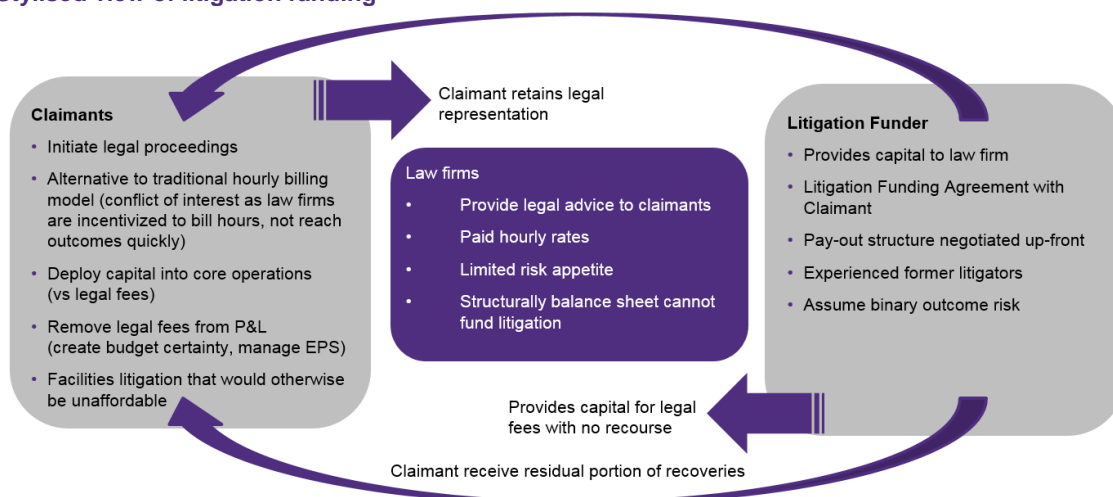 Stylised view of litigation funding
Claimants
• Initiate legal proceedings
• Alternative to traditional hourly billing
model (conflict of interest as law firms
are incentivized to bill hours, not reach
outcomes quickly)
• Deploy capital into core operations
(vs legal fees)
• Remove legal fees from P&L
(create budget certainty, manage EPS)
• Facilities litigation that would otherwise
be unaffordable
Claimant retains legal
representation
Law firms
• Provide legal advice to claimants
• Paid hourly rates
• Limited risk appetite
• Structurally balance sheet cannot
fund litigation
Litigation Funder
• Provides capital to law firm
• Litigation Funding Agreement with
Claimant
• Pay-out structure negotiated up-front
• Experienced former litigators
• Assume binary outcome risk
Provides capital for legal
fees with no recourse
Claimant receive residual portion of recoveries